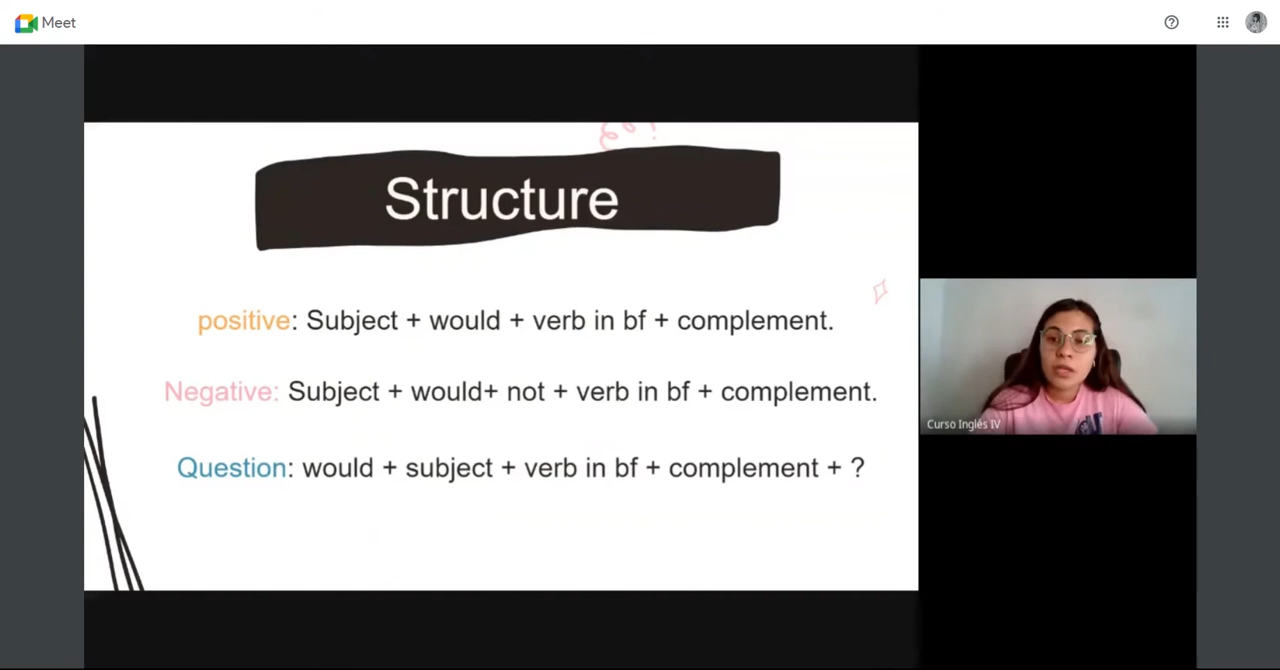 Meet
Structure
positive: Subject + would + verb in bf + complement.
Negative: Subject + would+ not + verb in bf + complement.
Question: would + subject + verb in bf + complement + ?
Curso Inglés IV